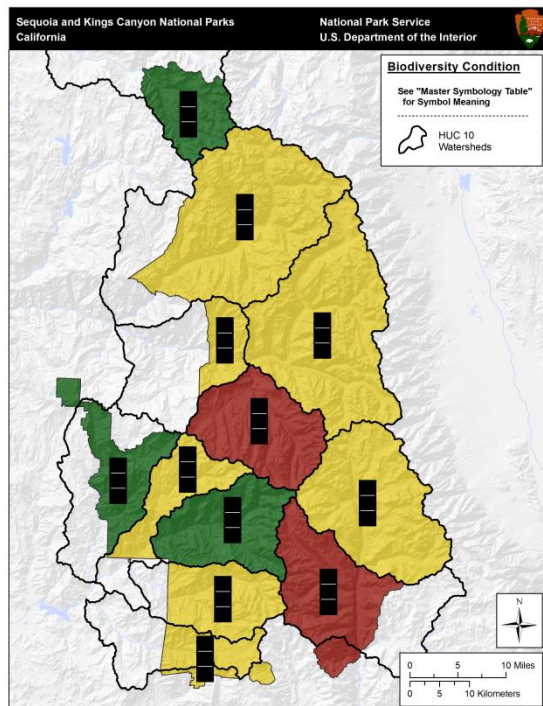 Sequoia and Kings Canyon National Parks
California
National Park Service
U.S. Department of the Interior
Biodiversity Condition
See "Master Symbology Table"
for Symbol Meaning
HUC 10
Watersheds
N
0 5 10 Miles
0 5 10 Kilometers